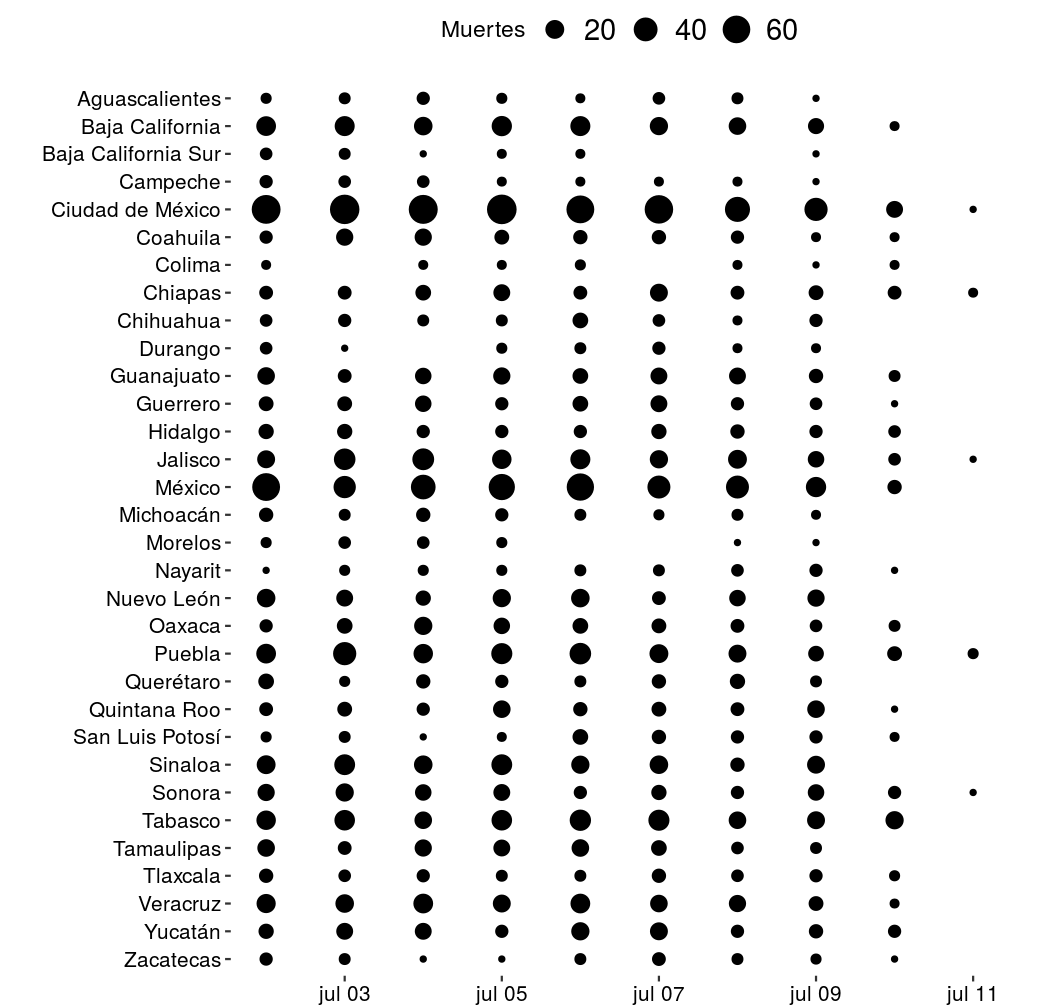 Muertes 20 40 60
Aguascalientes
Baja California
Baja California Sur
Campeche
Ciudad de México
Coahuila
Colima
Chiapas
Chihuahua
Durango
Guanajuato
Guerrero
Hidalgo
Jalisco
México
Michoacán
Morelos
Nayarit
Nuevo León
Oaxaca
Puebla
Querétaro
Quintana Roo
San Luis Potosí
Sinaloa
Sonora
Tabasco
Tamaulipas
Tlaxcala
Veracruz
Yucatán
Zacatecas
jul 03 jul 05 jul 07 jul 09 jul 11